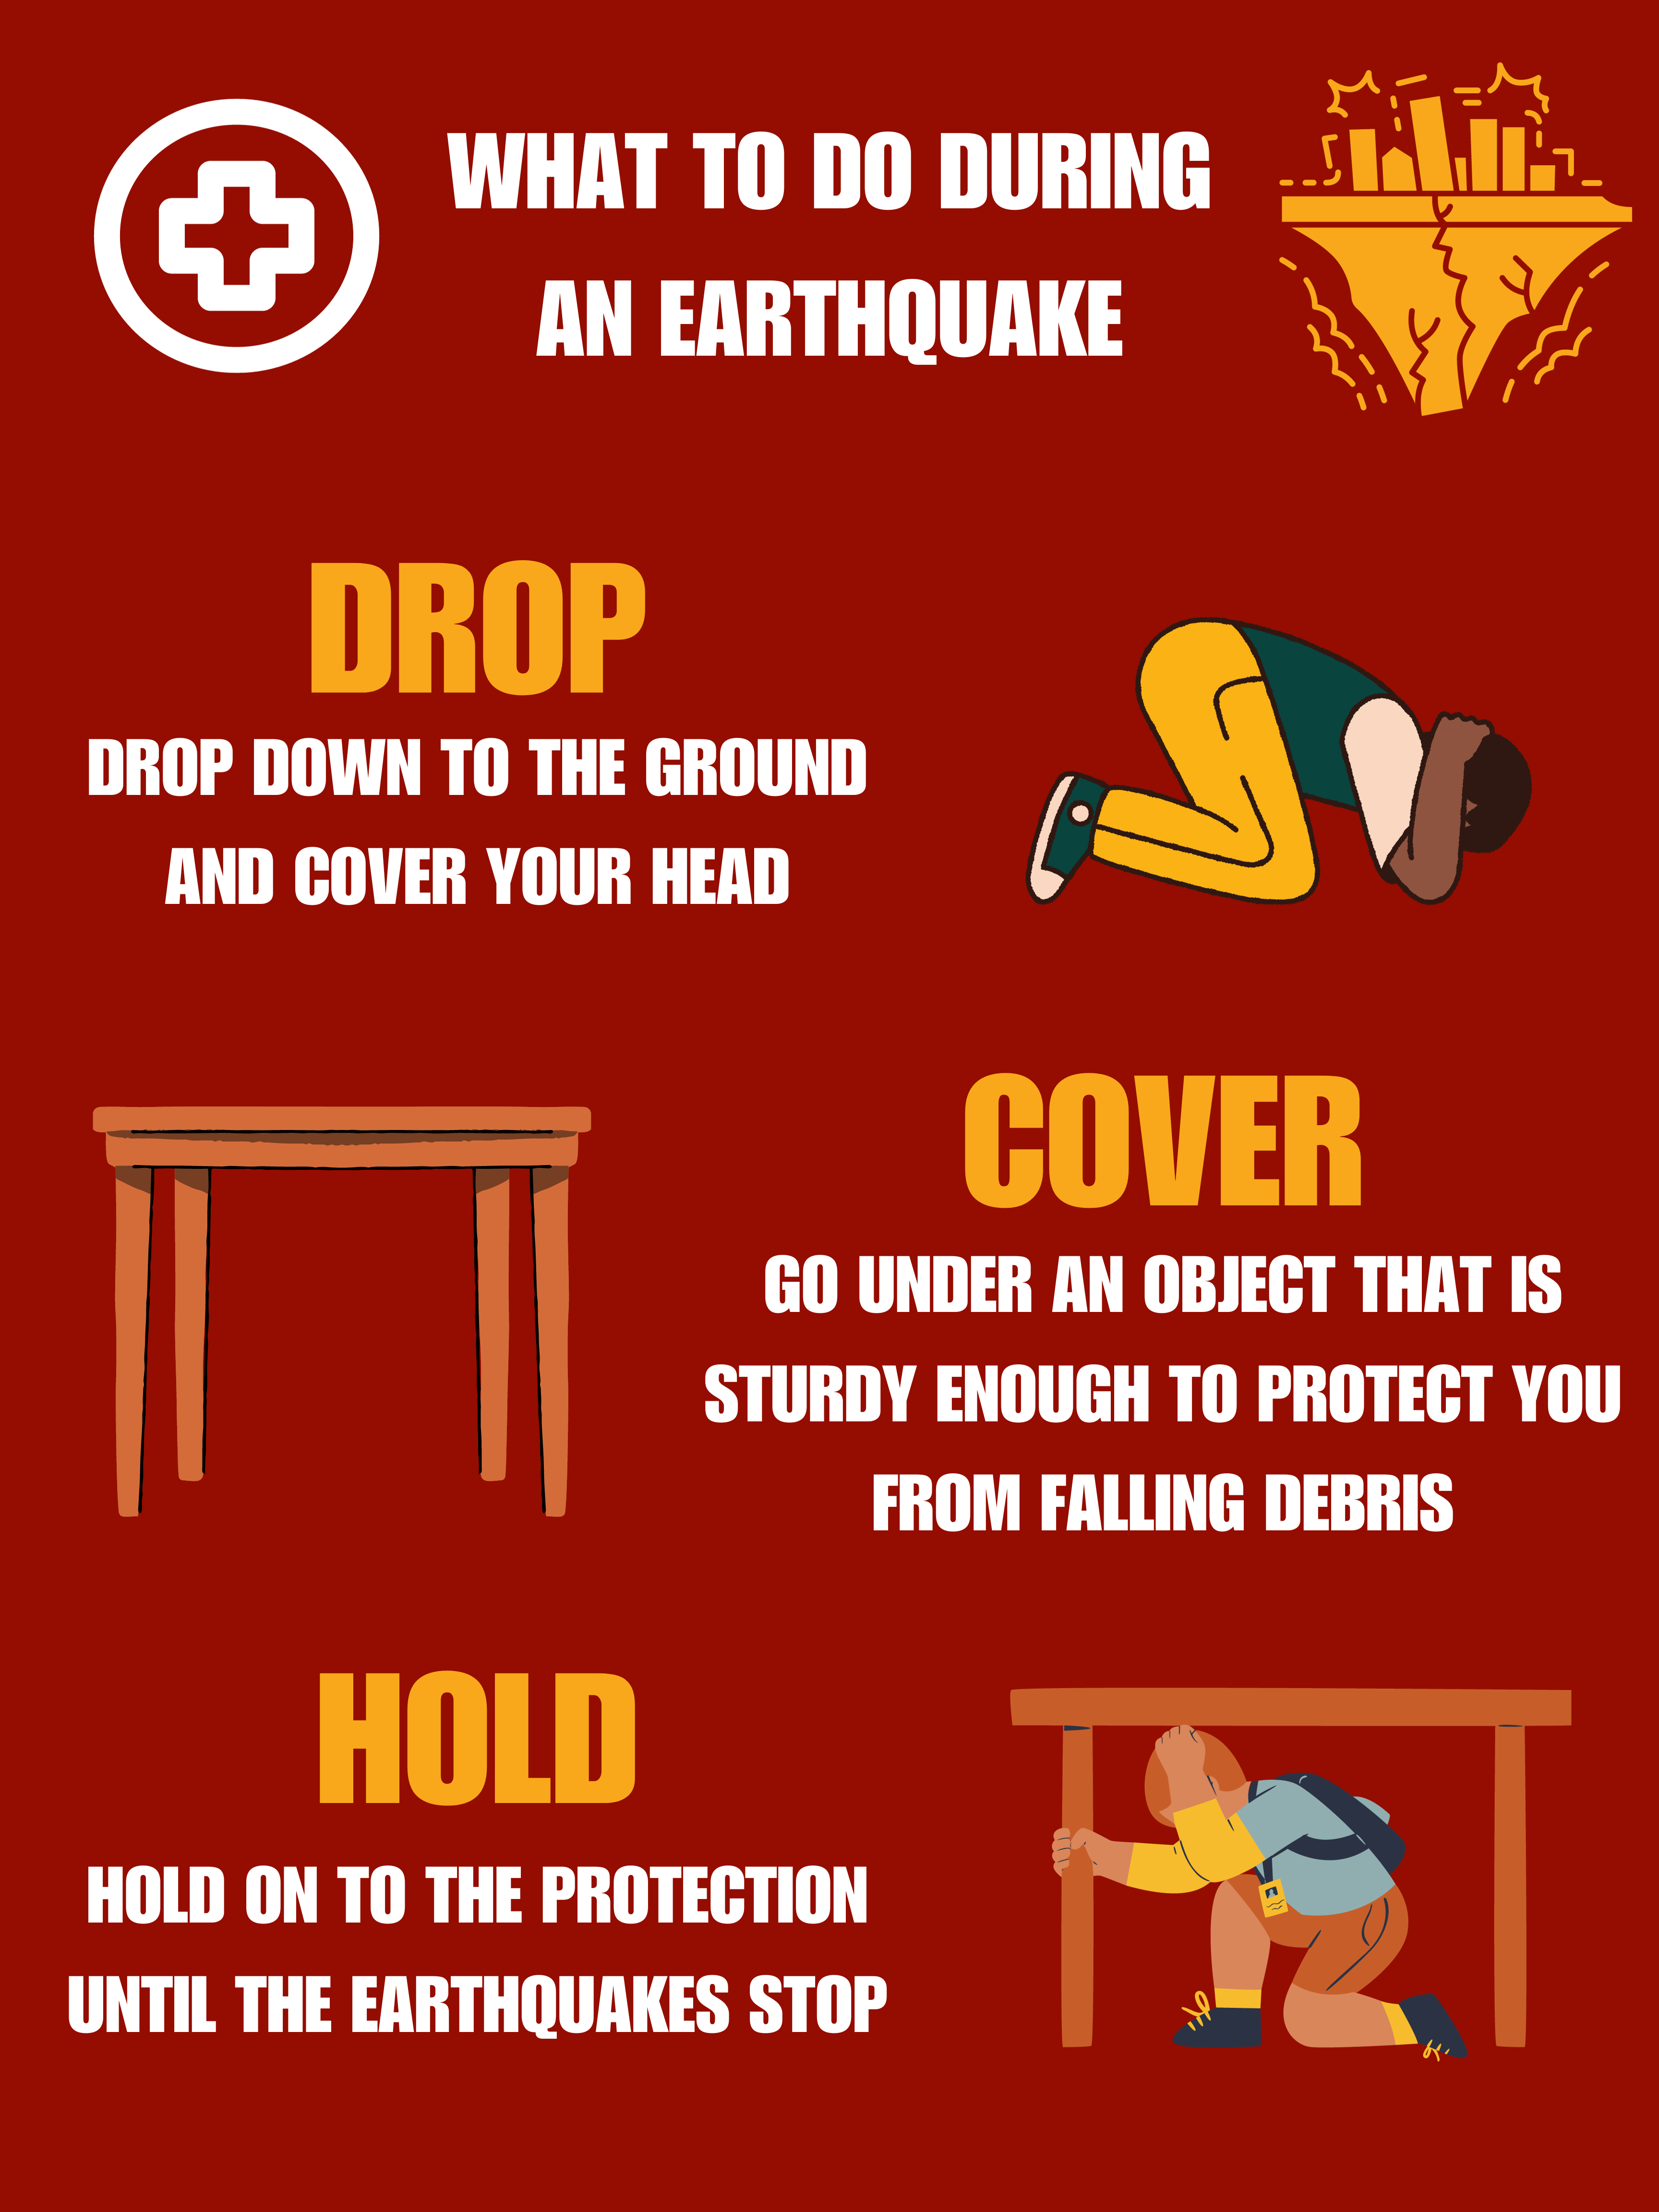 WHAT TO DO DURING
AN EARTHQUAKE
DROP
DROP DOWN TO THE GROUND
AND COVER YOUR HEAD
COVER
GO UNDER AN OBJECT THAT IS
STURDY ENOUGH TO PROTECT YOU
FROM FALLING DEBRIS
HOLD
HOLD ON TO THE PROTECTION
UNTIL THE EARTHQUAKES STOP